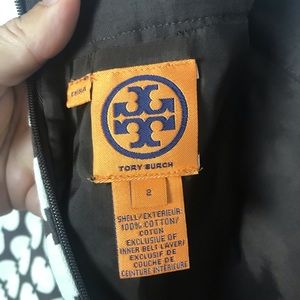 TORY BURCH
2
SHELL/EXTERIEUR:
100% COTTON/
COTON
EXCLUSIVE OF
INNER BELT LAYER/
EXCLUSIF DE
COUCHE DE
CEINTURE INTERIEURE